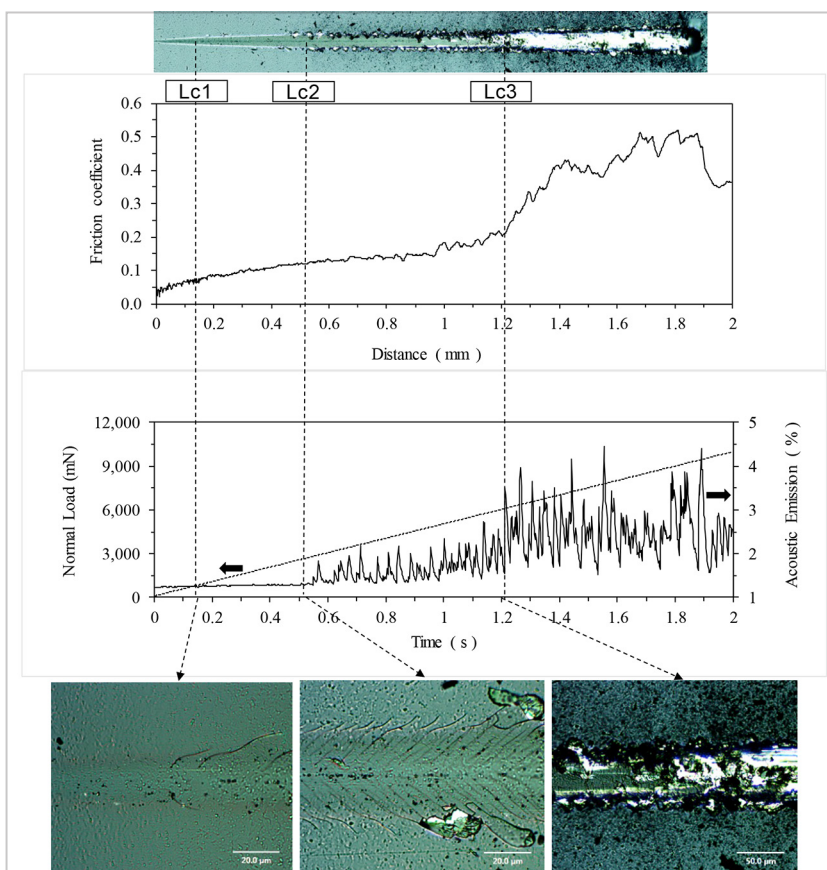 Lc1 Lc2 Lc3
0.6
0.5
0.4
0.3
0.2
0.1
0.0
Friction coefficient
0 0.2 0.4 0.6 0.8 1 1.2 1.4 1.6 1.8 2
Distance ( mm )
12,000
9,000
6,000
3,000
0
Normal Load (mN)
5
4
3
2
1
Acoustic Emission ( % )
0 0.2 0.4 0.6 0.8 1 1.2 1.4 1.6 1.8 2
Time ( s )
20.0 µm
20.0 µm
50.0 µm